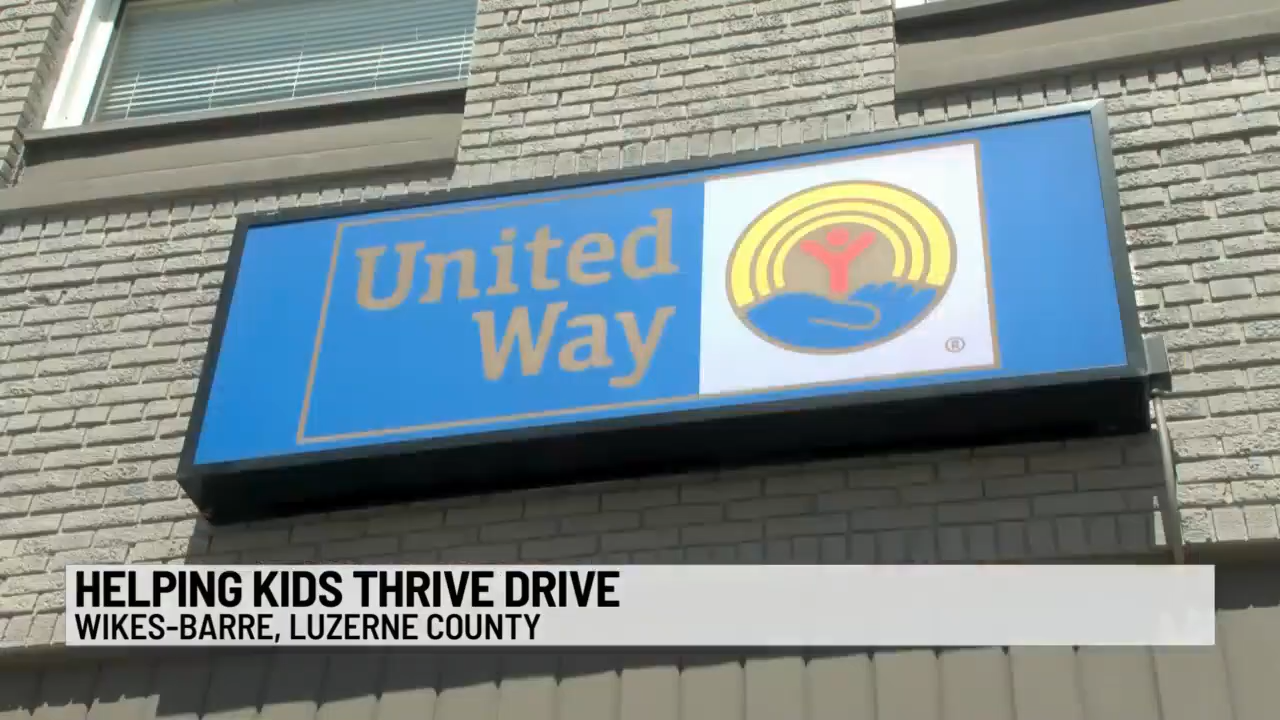 United
Way
®
HELPING KIDS THRIVE DRIVE
WIKES-BARRE, LUZERNE COUNTY